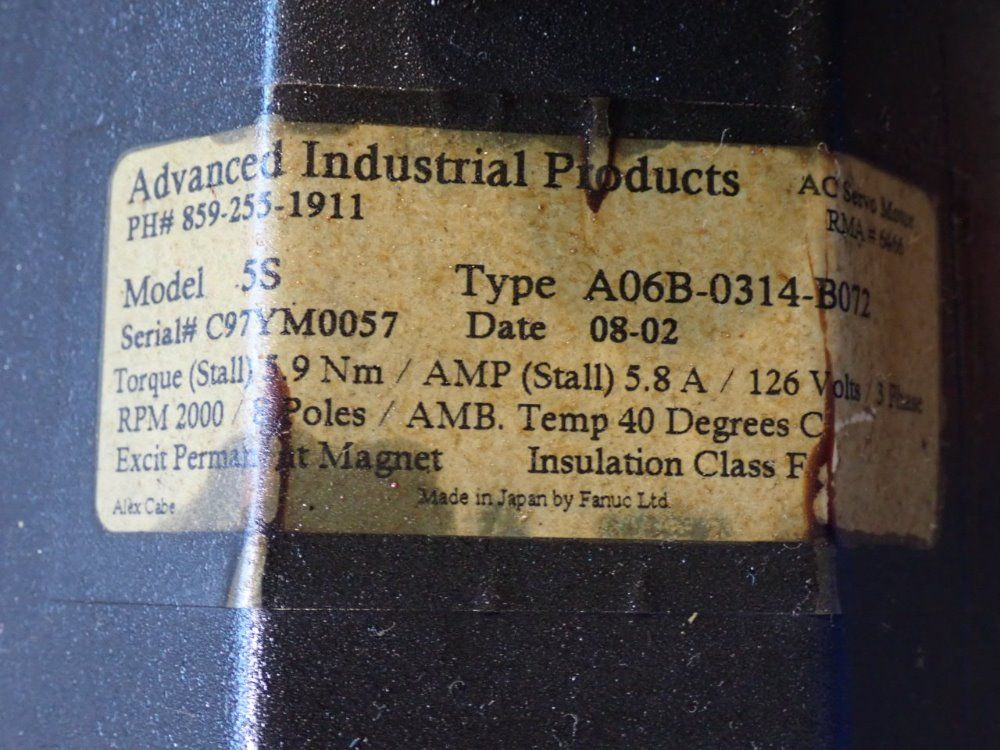 Advanced Industrial Products AC Servo Motor
PH# 859-255-1911 RMA # 6466
Model 5S Type A06B-0314-B072
Serial# C97YM0057 Date 08-02
Torque (Stall) 5.9 Nm / AMP (Stall) 5.8 A / 126 Volts / 3 Phase
RPM 2000 / 8 Poles / AMB. Temp 40 Degrees C
Excit Permanent Magnet Insulation Class F
Alex Cabe Made in Japan by Fanuc Ltd.